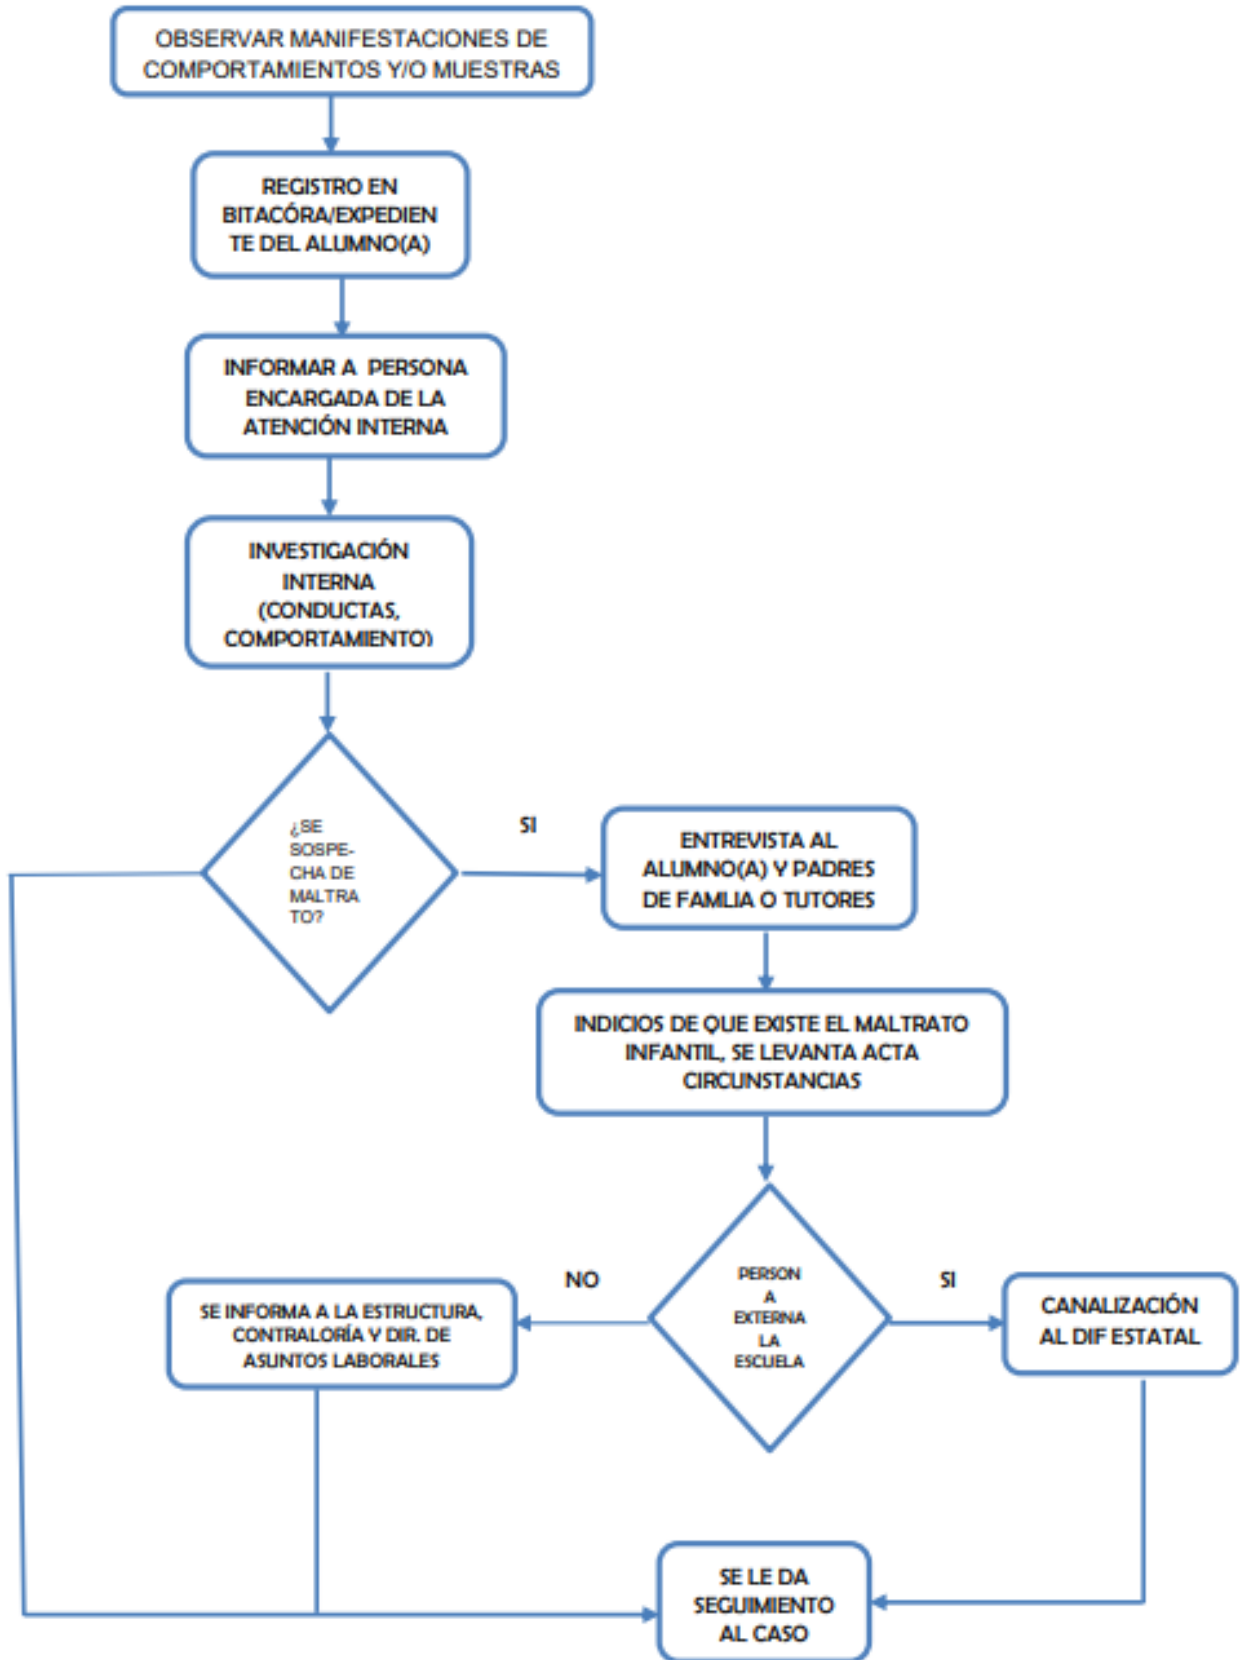 OBSERVAR MANIFESTACIONES DE
COMPORTAMIENTOS Y/O MUESTRAS
REGISTRO EN
BITACÓRA/EXPEDIEN
TE DEL ALUMNO(A)
INFORMAR A PERSONA
ENCARGADA DE LA
ATENCIÓN INTERNA
INVESTIGACIÓN
INTERNA
(CONDUCTAS,
COMPORTAMIENTO)
¿SE
SOSPE-
CHA DE
MALTRA
TO?
SI
ENTREVISTA AL
ALUMNO(A) Y PADRES
DE FAMLIA O TUTORES
INDICIOS DE QUE EXISTE EL MALTRATO
INFANTIL, SE LEVANTA ACTA
CIRCUNSTANCIAS
PERSON
A
EXTERNA
LA
ESCUELA
NO
SI
SE INFORMA A LA ESTRUCTURA,
CONTRALORÍA Y DIR. DE
ASUNTOS LABORALES
CANALIZACIÓN
AL DIF ESTATAL
SE LE DA
SEGUIMIENTO
AL CASO